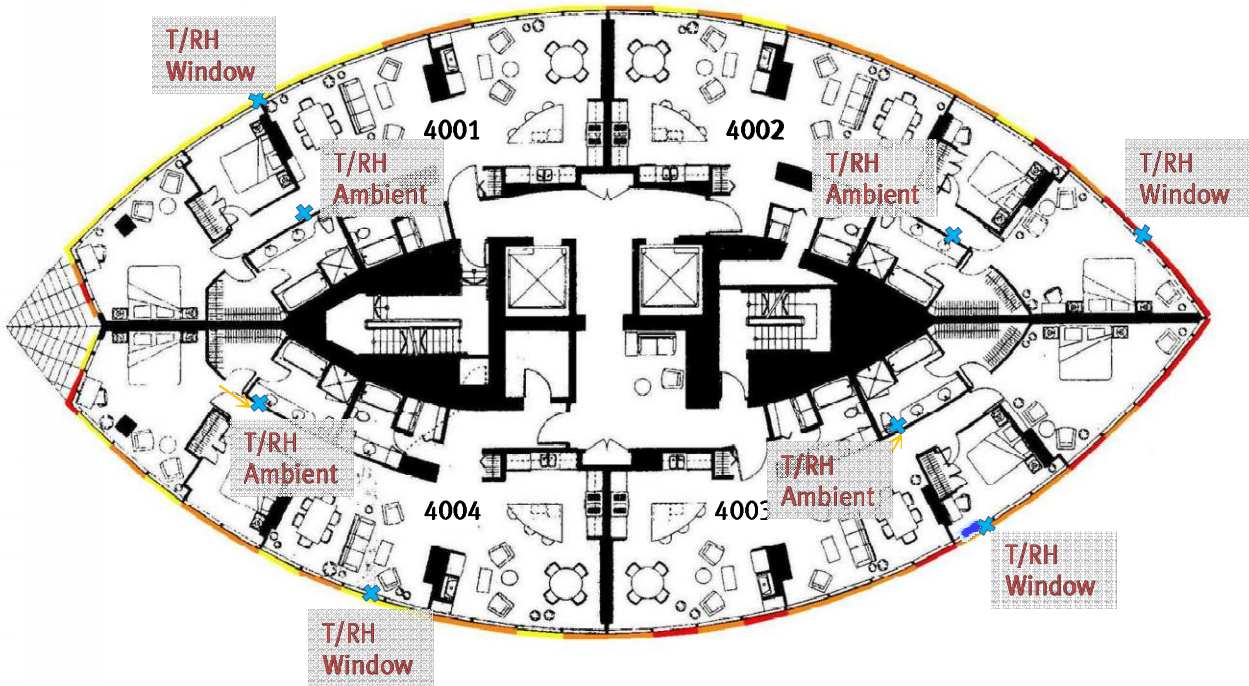 T/RH
Window
4001
4002
T/RH
Ambient
T/RH
Ambient
T/RH
Window
T/RH
Ambient
T/RH
Ambient
4004
4003
T/RH
Window
T/RH
Window